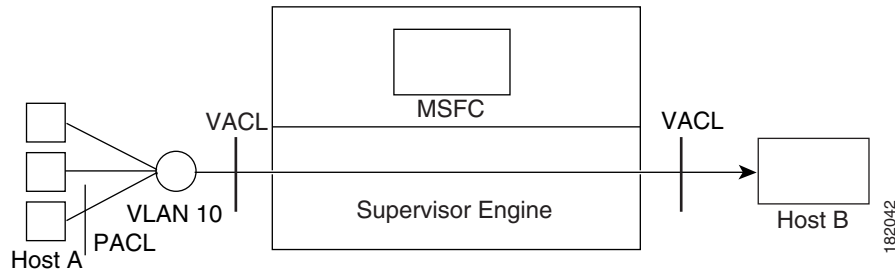 MSFC
VACL
VACL
VLAN 10
Supervisor Engine
Host B
PACL
Host A
182042